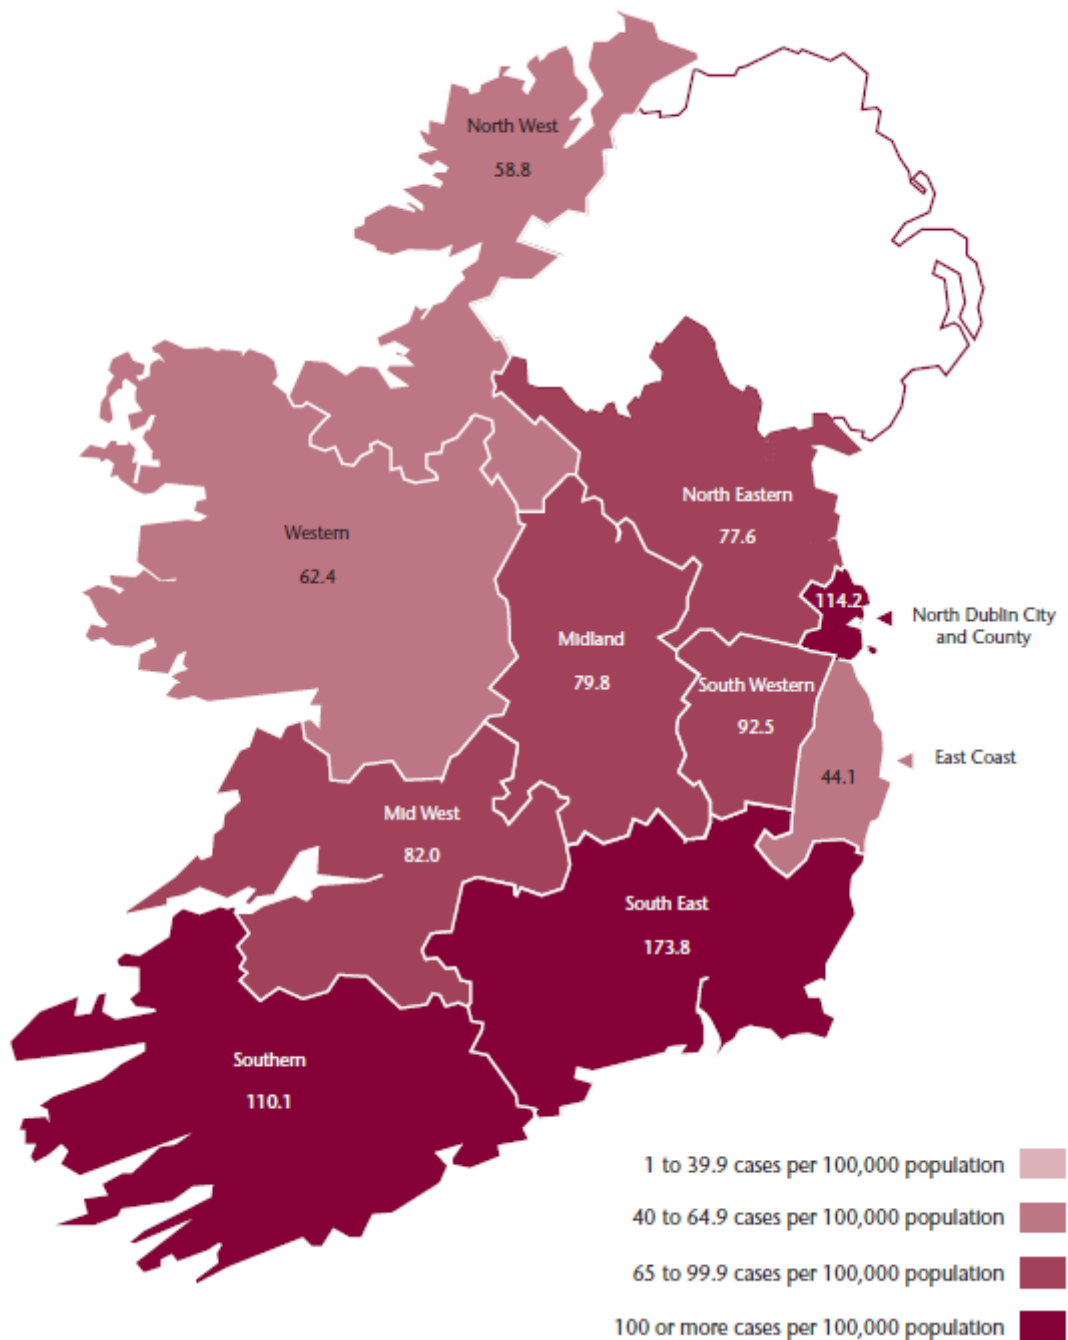 North West
58.8
Western
62.4
North Eastern
77.6
114.2
North Dublin City
and County
Midland
79.8
South Western
92.5
East Coast
44.1
Mid West
82.0
South East
173.8
Southern
110.1
1 to 39.9 cases per 100,000 population
40 to 64.9 cases per 100,000 population
65 to 99.9 cases per 100,000 population
100 or more cases per 100,000 population